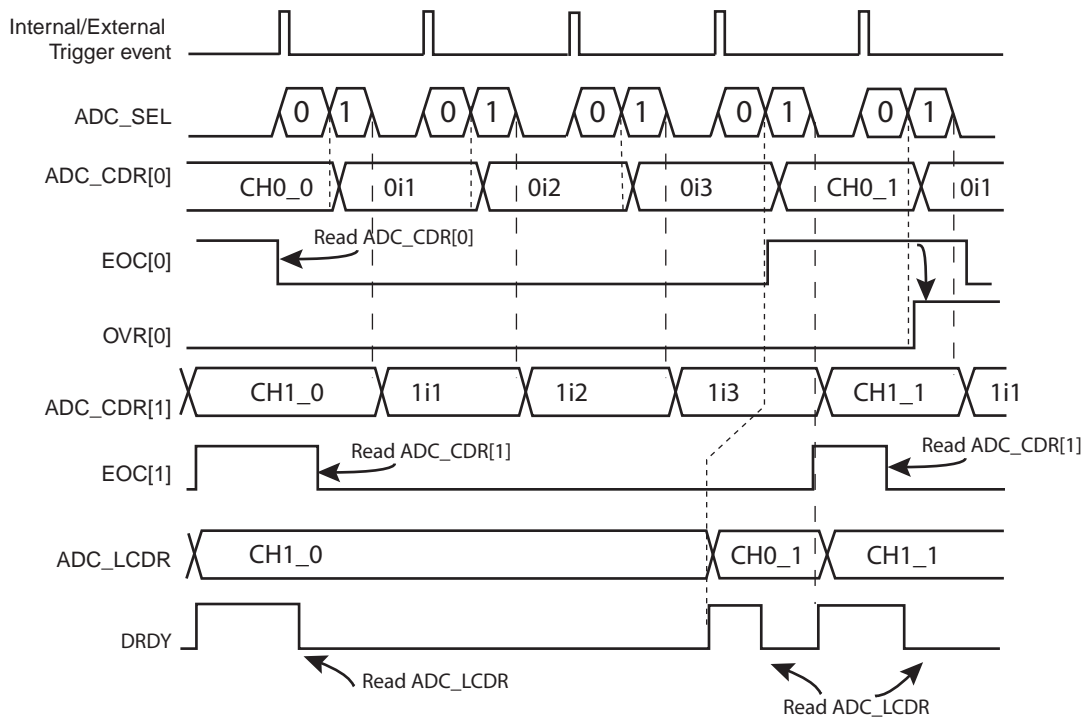 Internal/External
Trigger event
ADC_SEL
0 1 0 1 0 1 0 1 0 1
ADC_CDR[0]
CH0_0 0i1 0i2 0i3 CH0_1 0i1
Read ADC_CDR[0]
EOC[0]
OVR[0]
ADC_CDR[1]
CH1_0 1i1 1i2 1i3 CH1_1 1i1
EOC[1]
Read ADC_CDR[1]
Read ADC_CDR[1]
ADC_LCDR
CH1_0 CH0_1 CH1_1
DRDY
Read ADC_LCDR
Read ADC_LCDR